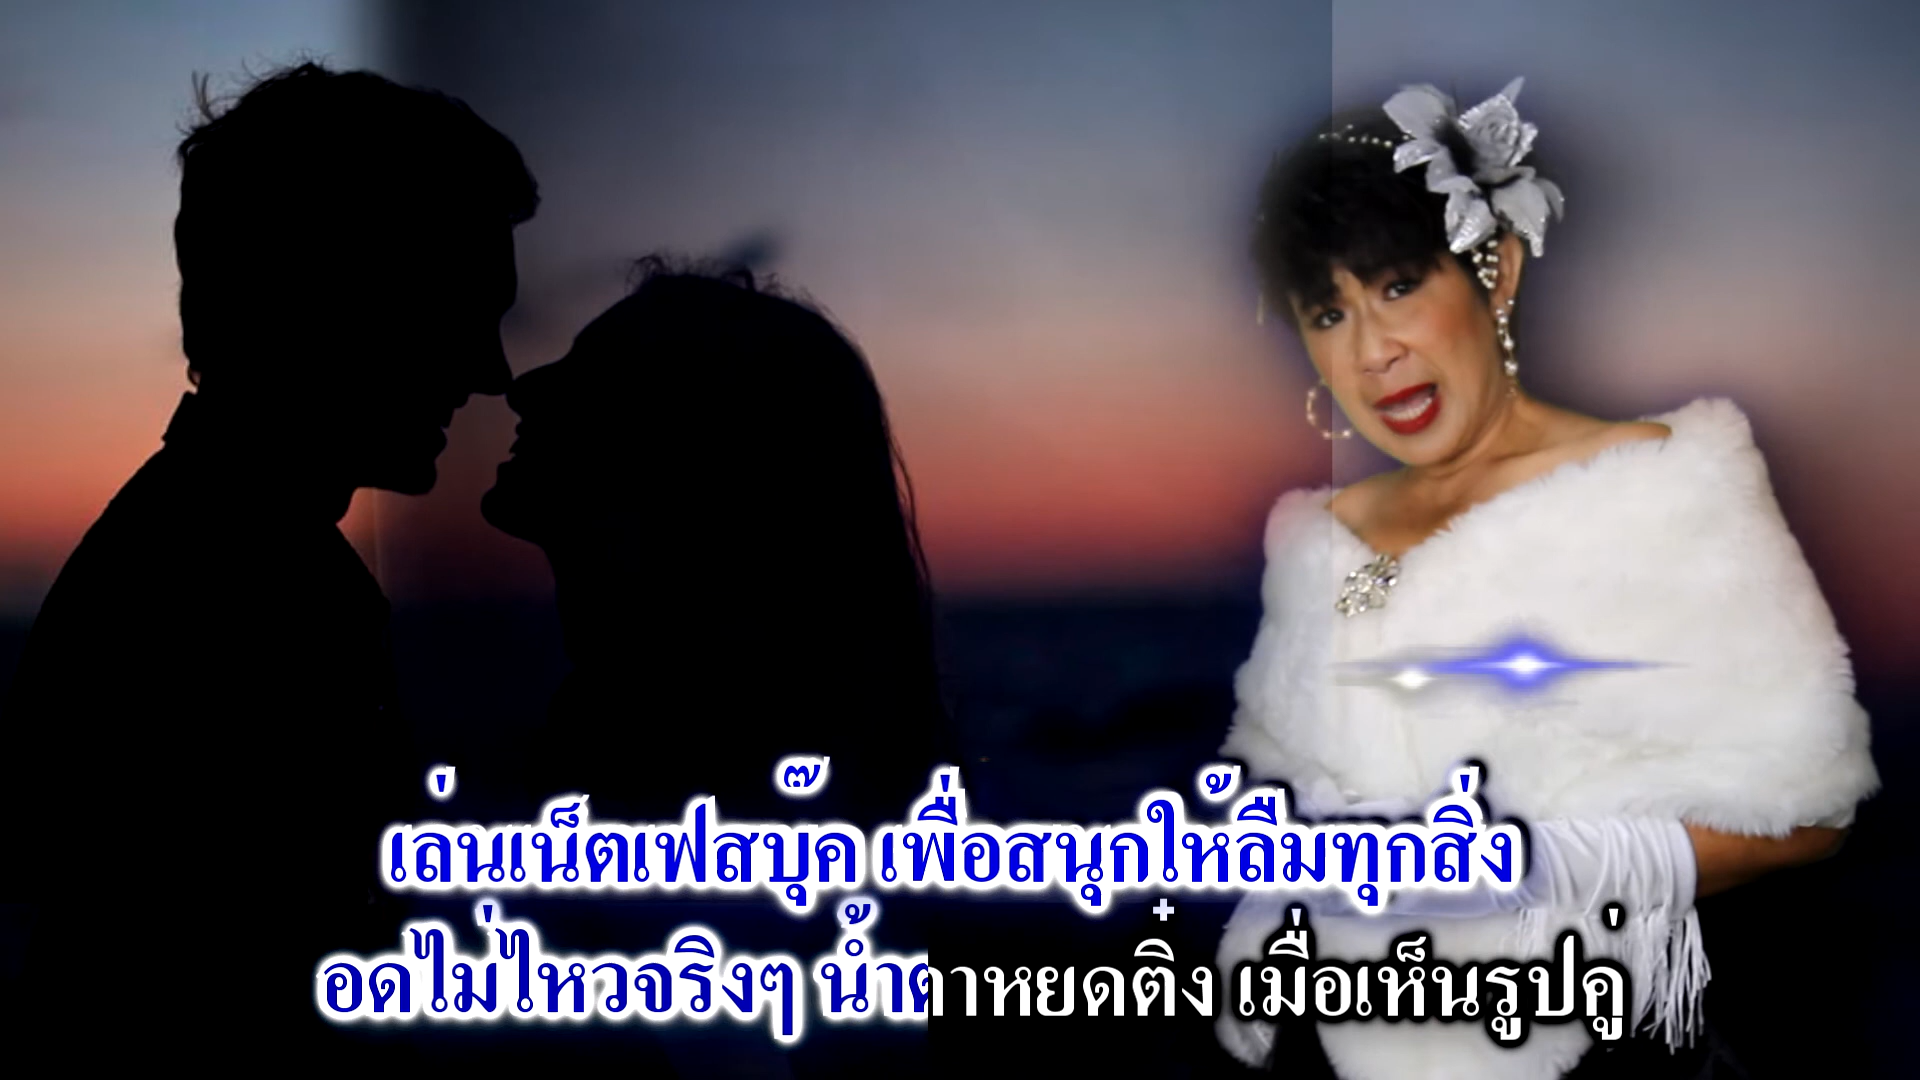 เล่นเน็ตเฟสบุ๊ค เพื่อสนุกให้ลืมทุกสิ่ง
อดไม่ไหวจริงๆ น้ำตาหยดติ๋ง เมื่อเห็นรูปคู่